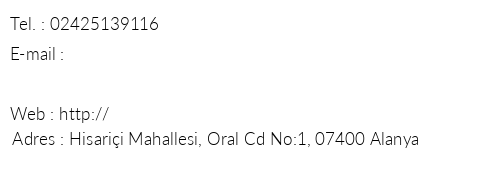 Tel. : 02425139116
E-mail :
Web : http://
Adres : Hisariçi Mahallesi, Oral Cd No:1, 07400 Alanya